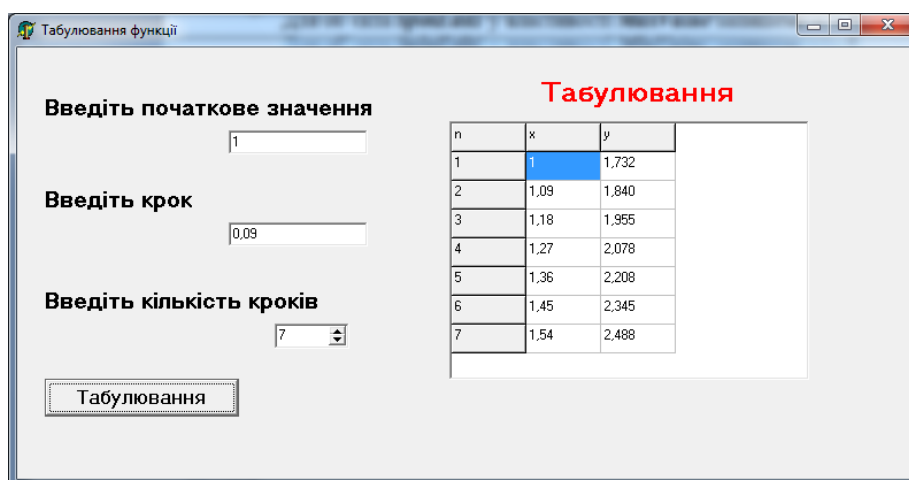 Табулювання функції
Введіть початкове значення
1
Введіть крок
0,09
Введіть кількість кроків
7
Табулювання
Табулювання
n x y
1 1 1,732
2 1,09 1,840
3 1,18 1,955
4 1,27 2,078
5 1,36 2,208
6 1,45 2,345
7 1,54 2,488